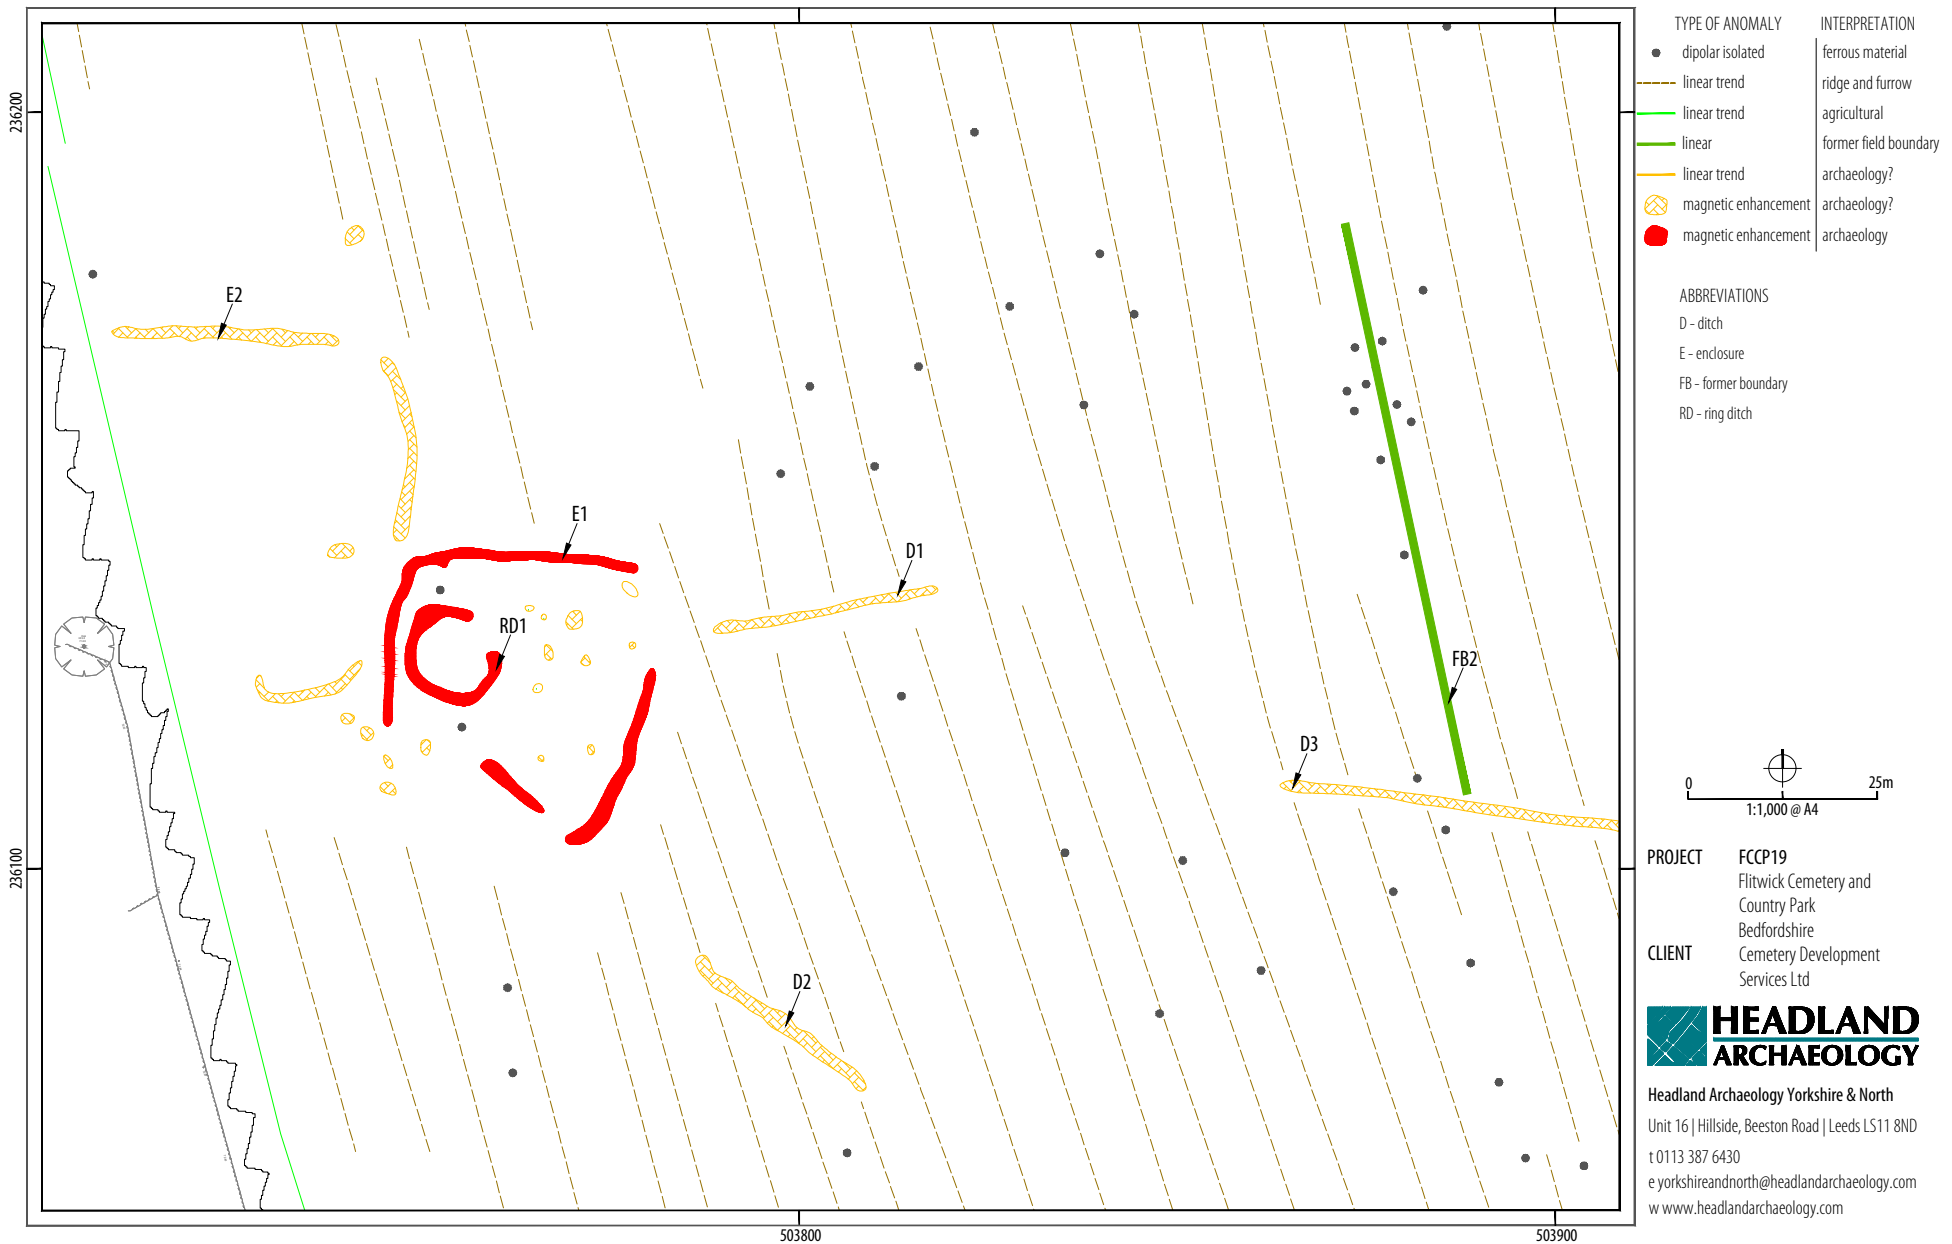 TYPE OF ANOMALY INTERPRETATION
dipolar isolated ferrous material
linear trend ridge and furrow
linear trend agricultural
linear former field boundary
linear trend archaeology?
magnetic enhancement archaeology?
magnetic enhancement archaeology
ABBREVIATIONS
D - ditch
E - enclosure
FB - former boundary
RD - ring ditch
236200
E2
E1
D1
RD1
FB2
D3
D2
236100
503800
503900
0 25m
1:1,000 @ A4
PROJECT FCCP19
Flitwick Cemetery and
Country Park
Bedfordshire
CLIENT Cemetery Development
Services Ltd
HEADLAND
ARCHAEOLOGY
Headland Archaeology Yorkshire & North
Unit 16 | Hillside, Beeston Road | Leeds LS11 8ND
t 0113 387 6430
e yorkshireandnorth@headlandarchaeology.com
w www.headlandarchaeology.com